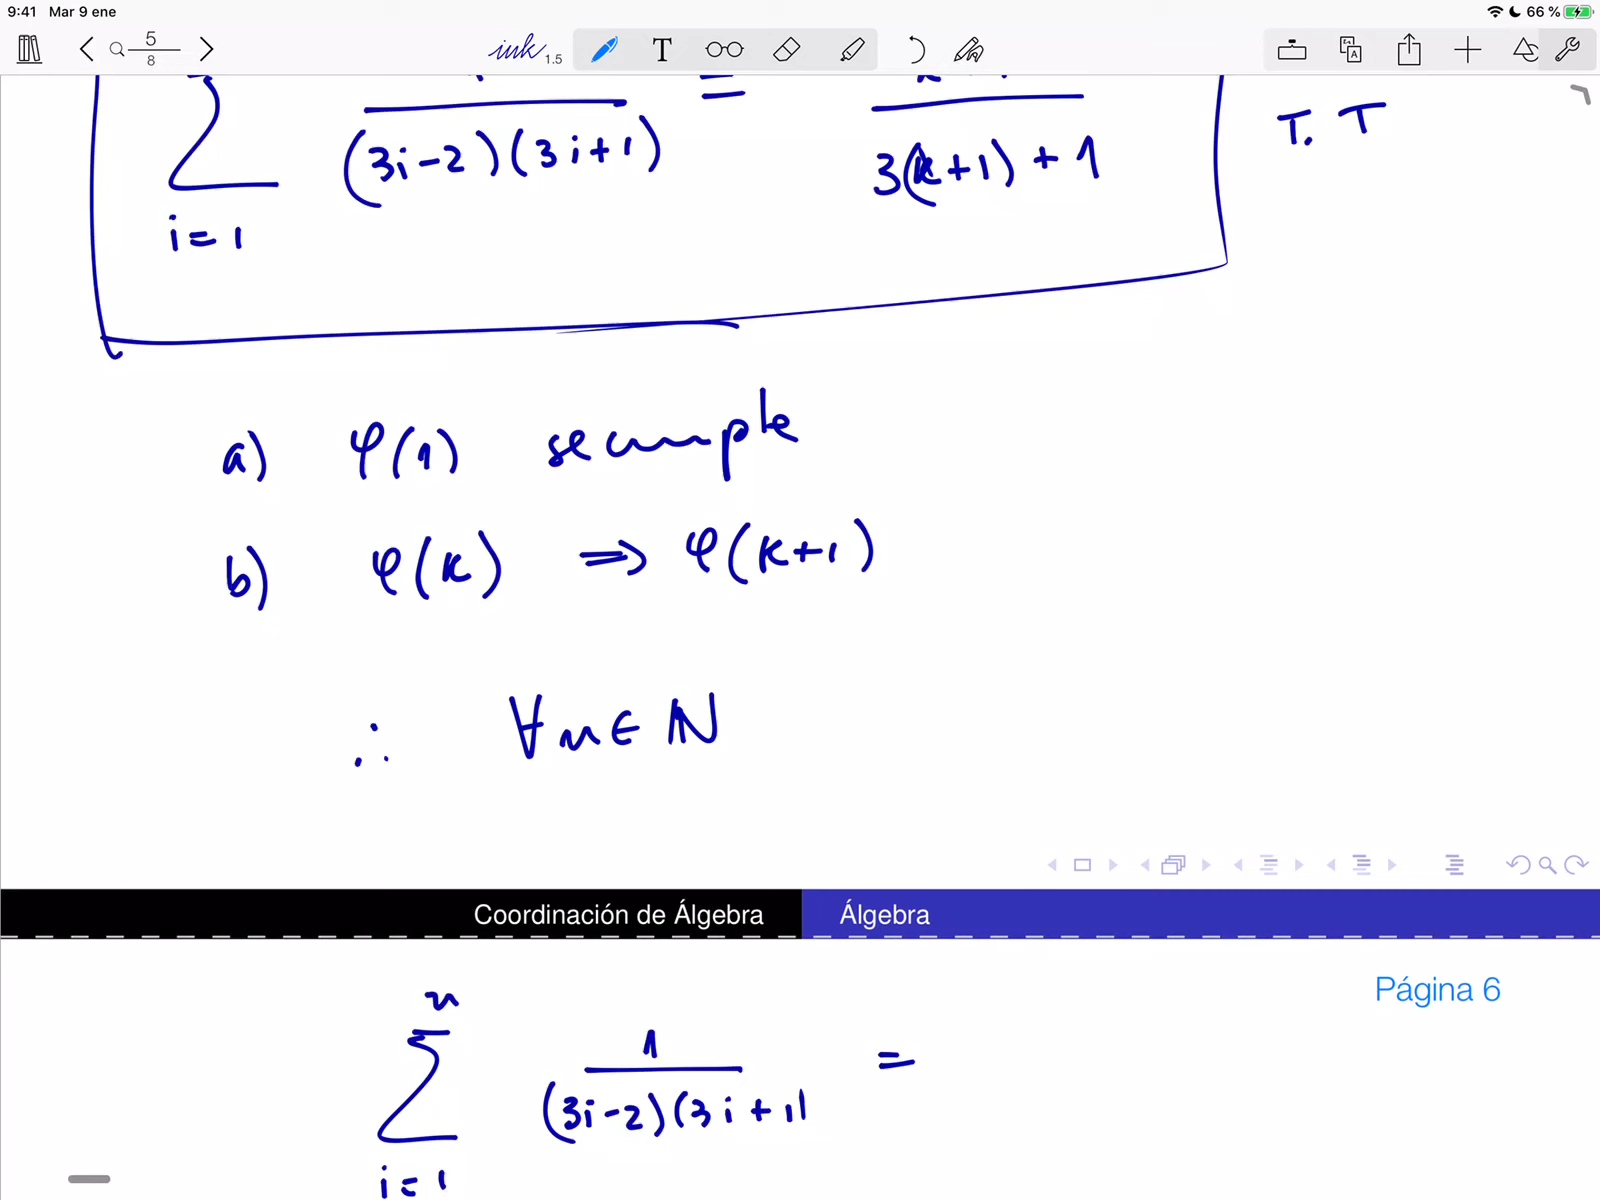 9:41 Mar 9 ene 66 %
5
8
ink 1.5 T
∑ i=1 / (3i-2)(3i+1) = / 3(k+1)+1 T. T
a) φ(1) se cumple
b) φ(k) ⇒ φ(k+1)
∴ ∀n∈ℕ
Coordinación de Álgebra Álgebra
Página 6
n
∑ 1 / (3i-2)(3i+1) =
i=1